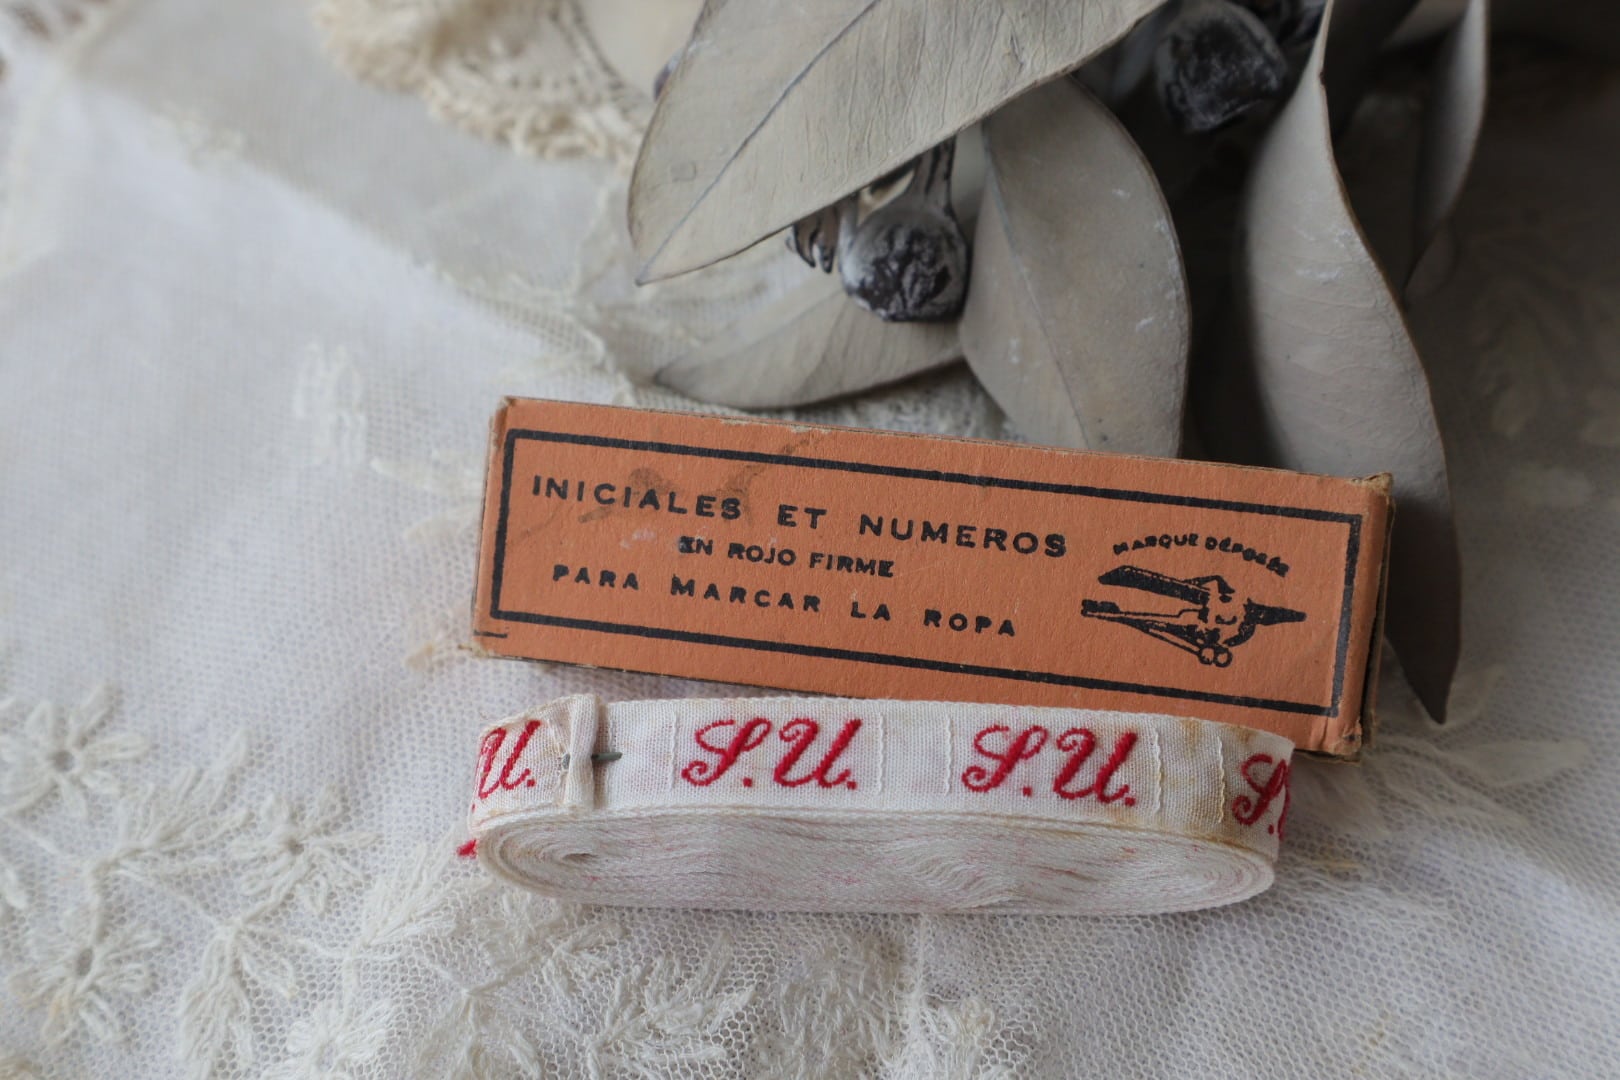 INICIALES ET NUMEROS
EN ROJO FIRME
PARA MARCAR LA ROPA
MARQUE DÉPOSÉE
U. S.U. S.U. S.